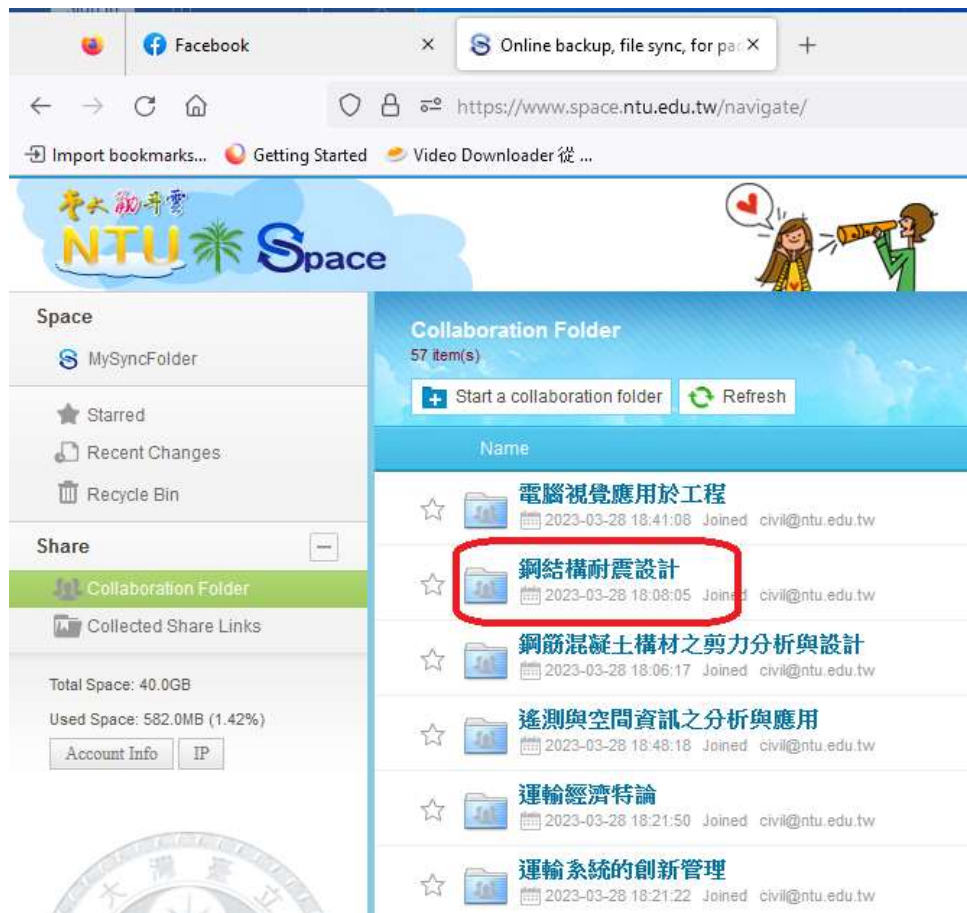 Facebook
Online backup, file sync, for pa
https://www.space.ntu.edu.tw/navigate/
Import bookmarks... Getting Started Video Downloader 從 ...
臺大觀斗雲
NTU Space
Space
MySyncFolder
Starred
Recent Changes
Recycle Bin
Share
Collaboration Folder
Collected Share Links
Total Space: 40.0GB
Used Space: 582.0MB (1.42%)
Account Info IP
Collaboration Folder
57 item(s)
Start a collaboration folder Refresh
Name
電腦視覺應用於工程
2023-03-28 18:41:08 Joined civil@ntu.edu.tw
鋼結構耐震設計
2023-03-28 18:08:05 Joined civil@ntu.edu.tw
鋼筋混凝土構材之剪力分析與設計
2023-03-28 18:06:17 Joined civil@ntu.edu.tw
遙測與空間資訊之分析與應用
2023-03-28 18:48:18 Joined civil@ntu.edu.tw
運輸經濟特論
2023-03-28 18:21:50 Joined civil@ntu.edu.tw
運輸系統的創新管理
2023-03-28 18:21:22 Joined civil@ntu.edu.tw
大灣臺立